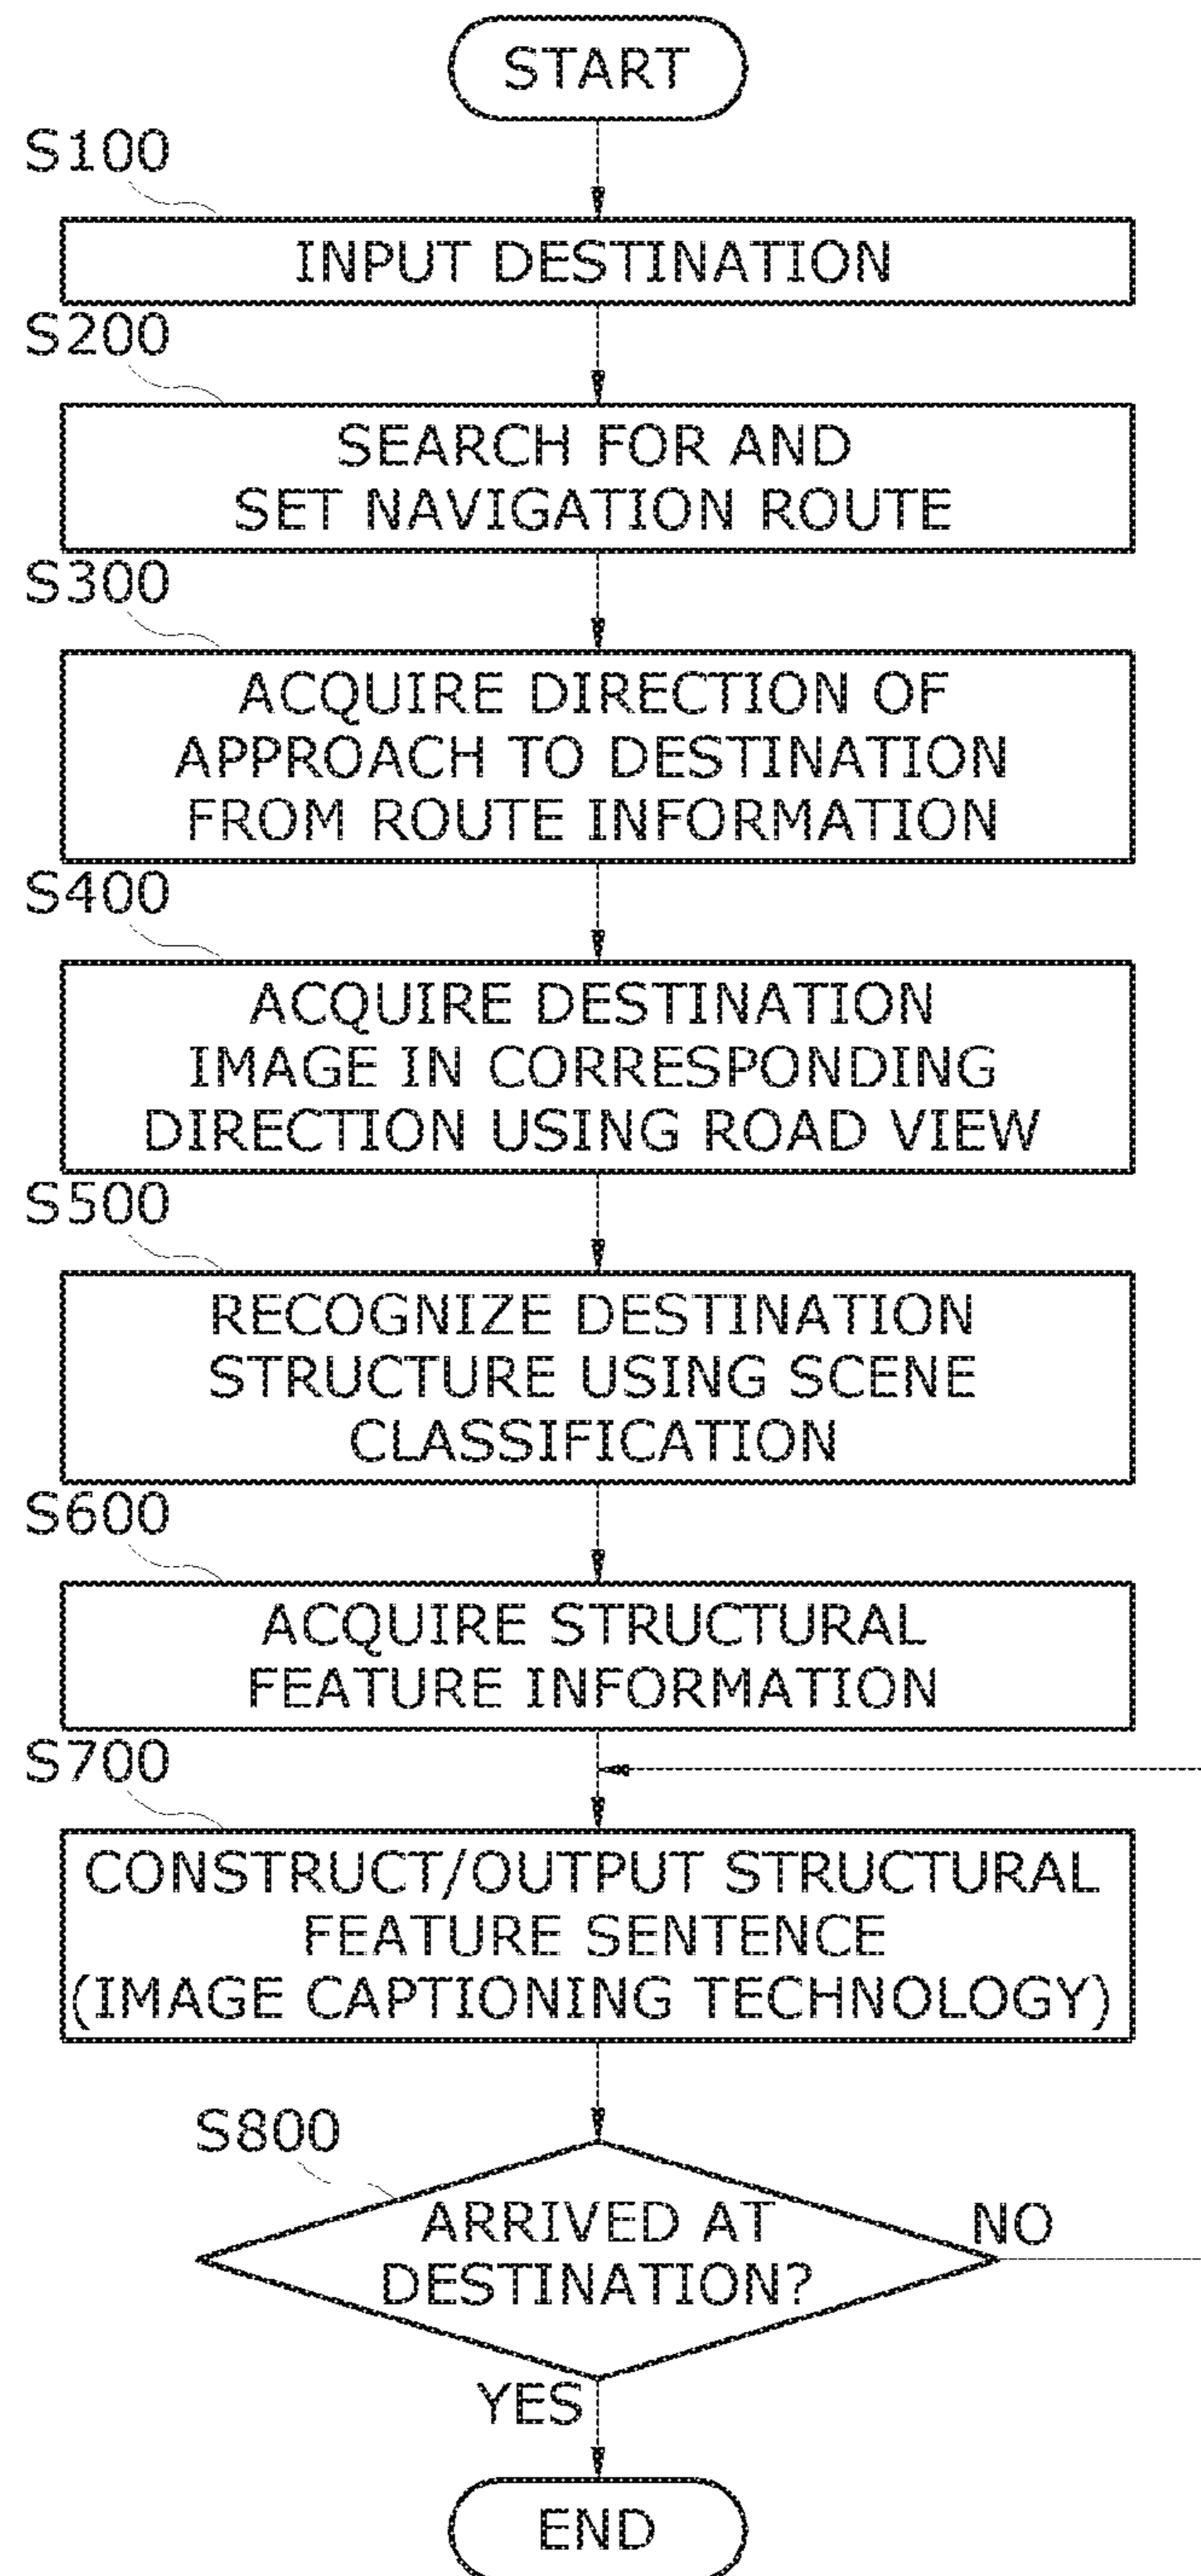 START
S100
INPUT DESTINATION
S200
SEARCH FOR AND
SET NAVIGATION ROUTE
S300
ACQUIRE DIRECTION OF
APPROACH TO DESTINATION
FROM ROUTE INFORMATION
S400
ACQUIRE DESTINATION
IMAGE IN CORRESPONDING
DIRECTION USING ROAD VIEW
S500
RECOGNIZE DESTINATION
STRUCTURE USING SCENE
CLASSIFICATION
S600
ACQUIRE STRUCTURAL
FEATURE INFORMATION
S700
CONSTRUCT/OUTPUT STRUCTURAL
FEATURE SENTENCE
(IMAGE CAPTIONING TECHNOLOGY)
S800
ARRIVED AT
DESTINATION?
NO
YES
END